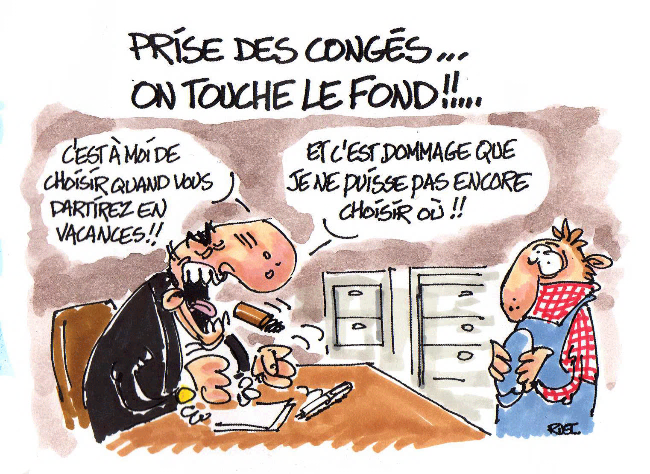 PRISE DES CONGÉS...
ON TOUCHE LE FOND!!...
C'EST À MOI DE
CHOISIR QUAND VOUS
PARTIREZ EN
VACANCES!!
ET C'EST DOMMAGE QUE
JE NE PUISSE PAS ENCORE
CHOISIR OÙ!!